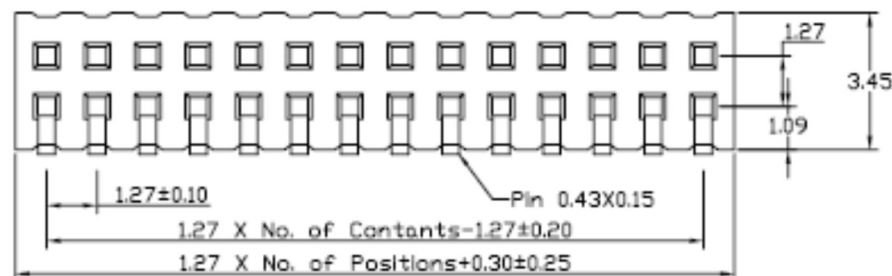 1.27
3.45
1.09
1.27±0.10
Pin 0.43X0.15
1.27 X No. of Contants-1.27±0.20
1.27 X No. of Positions+0.30±0.25